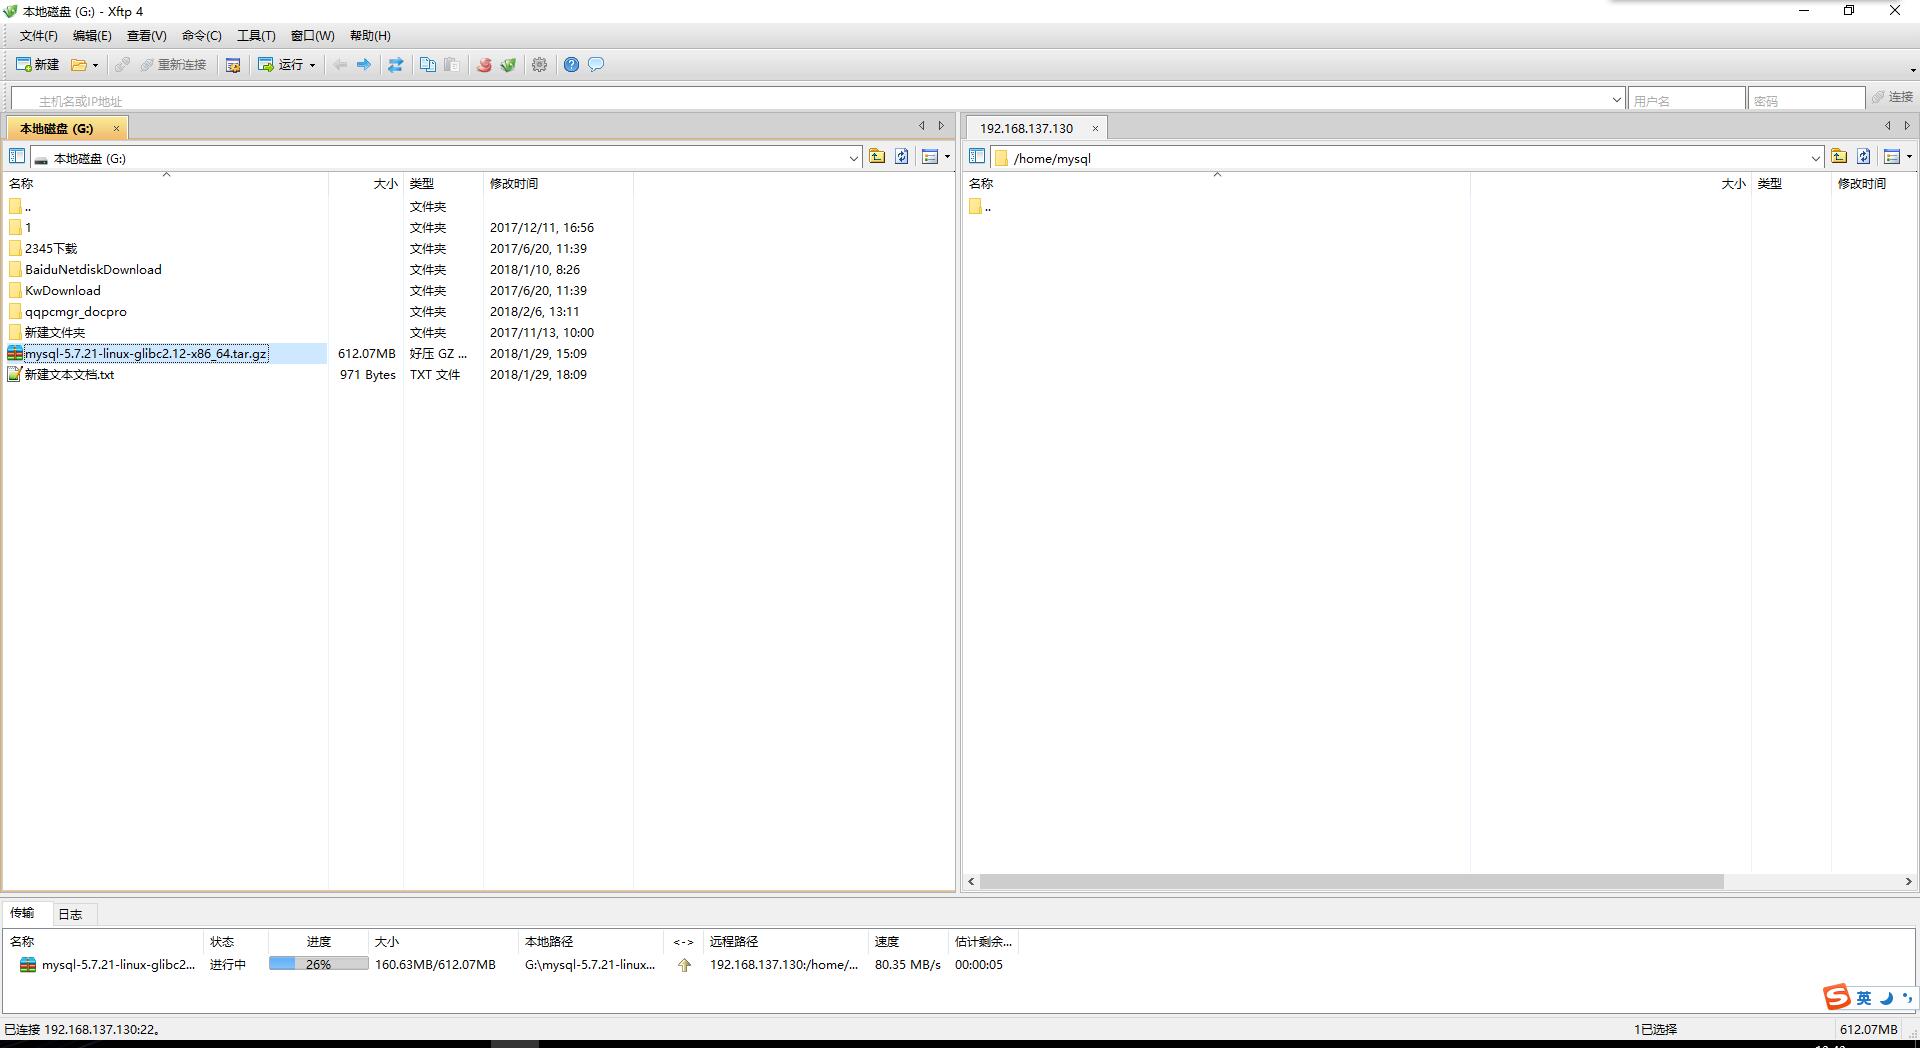 本地磁盘 (G:) - Xftp 4
文件(F) 编辑(E) 查看(V) 命令(C) 工具(T) 窗口(W) 帮助(H)
新建 重新连接 运行
主机名或IP地址 用户名 密码 连接
本地磁盘 (G:)
192.168.137.130
本地磁盘 (G:)
/home/mysql
名称 大小 类型 修改时间
.. 文件夹
1 文件夹 2017/12/11, 16:56
2345下载 文件夹 2017/6/20, 11:39
BaiduNetdiskDownload 文件夹 2018/1/10, 8:26
KwDownload 文件夹 2017/6/20, 11:39
qqpcmgr_docpro 文件夹 2018/2/6, 13:11
新建文件夹 文件夹 2017/11/13, 10:00
mysql-5.7.21-linux-glibc2.12-x86_64.tar.gz 612.07MB 好压 GZ ... 2018/1/29, 15:09
新建文本文档.txt 971 Bytes TXT 文件 2018/1/29, 18:09
名称 大小 类型 修改时间
..
传输 日志
名称 状态 进度 大小 本地路径 <-> 远程路径 速度 估计剩余...
mysql-5.7.21-linux-glibc2... 进行中 26% 160.63MB/612.07MB G:\mysql-5.7.21-linux... 192.168.137.130:/home/... 80.35 MB/s 00:00:05
英
已连接 192.168.137.130:22。 1已选择 612.07MB